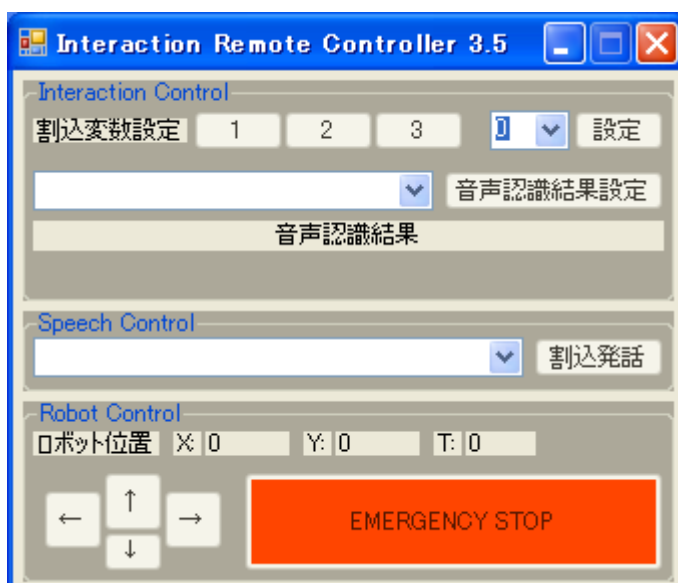 Interaction Remote Controller 3.5
Interaction Control
割込変数設定 1 2 3 0 設定
音声認識結果設定
音声認識結果
Speech Control
割込発話
Robot Control
ロボット位置 X: 0 Y: 0 T: 0
← ↑ → ↓
EMERGENCY STOP